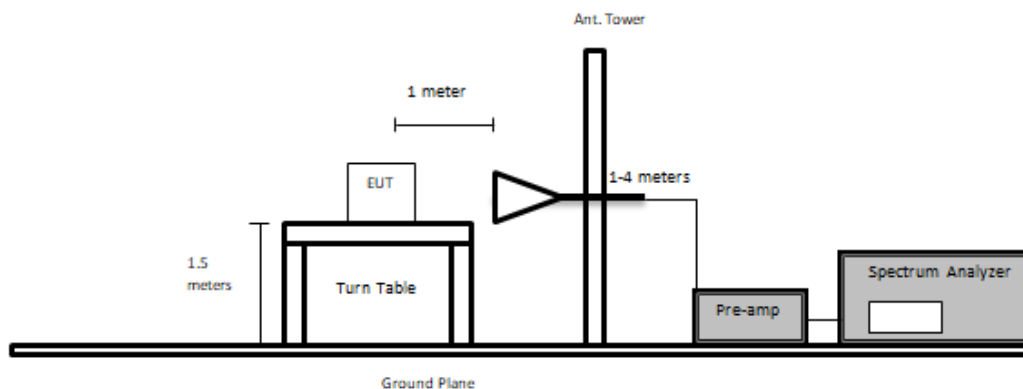 Ant. Tower
1 meter
EUT
1-4 meters
1.5
meters
Turn Table
Spectrum Analyzer
Pre-amp
Ground Plane